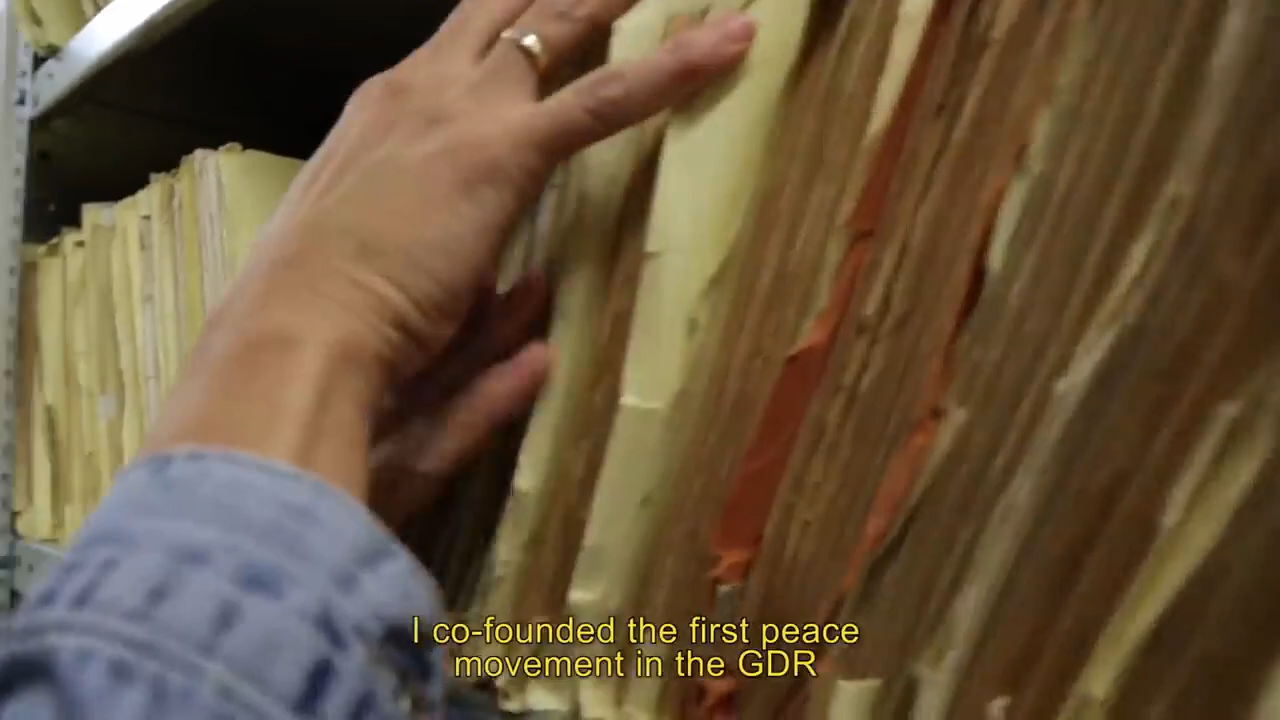 I co-founded the first peace
movement in the GDR